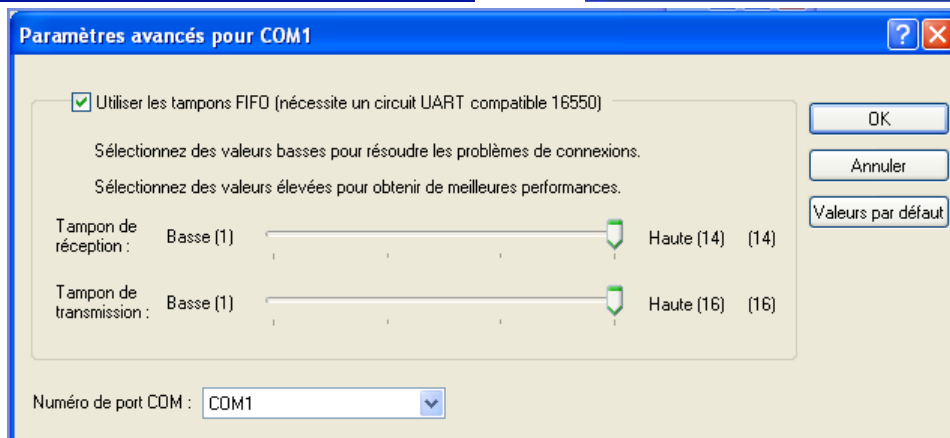 Paramètres avancés pour COM1
Utiliser les tampons FIFO (nécessite un circuit UART compatible 16550)
OK
Sélectionnez des valeurs basses pour résoudre les problèmes de connexions.
Annuler
Sélectionnez des valeurs élevées pour obtenir de meilleures performances.
Valeurs par défaut
Tampon de
réception : Basse (1) Haute (14) (14)
Tampon de
transmission : Basse (1) Haute (16) (16)
Numéro de port COM : COM1